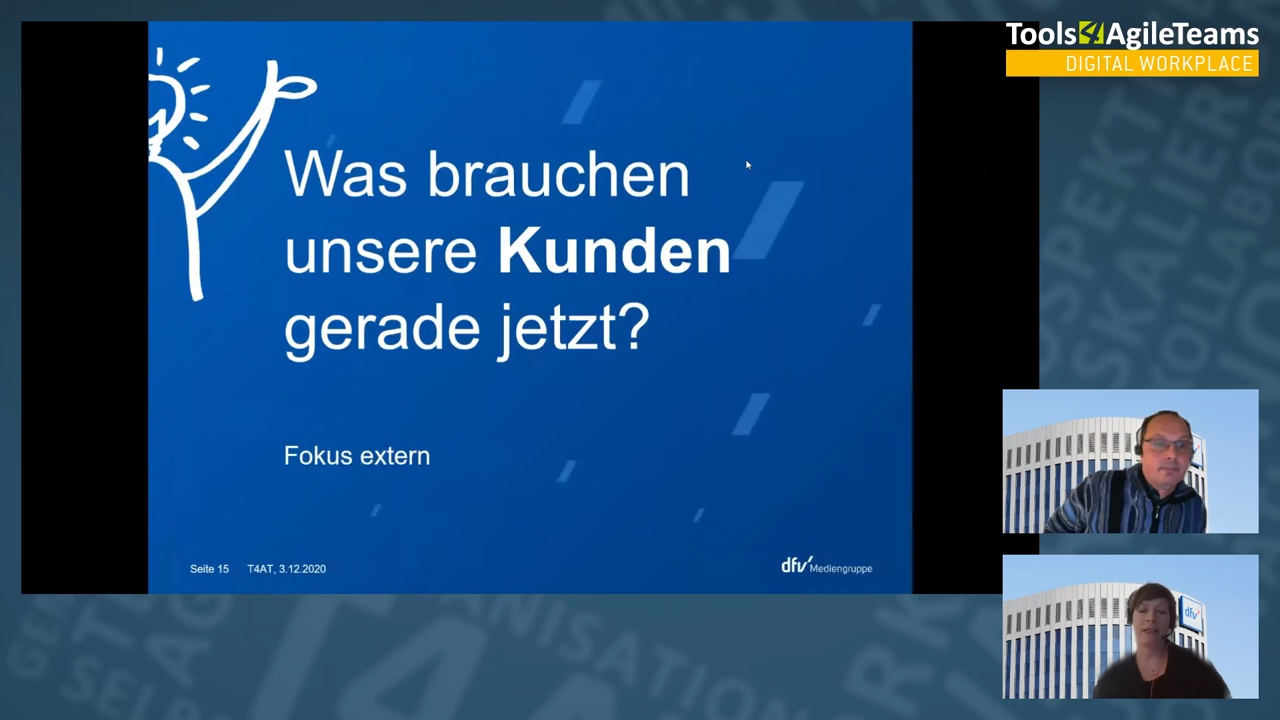 Tools4AgileTeams
DIGITAL WORKPLACE
Was brauchen
unsere Kunden
gerade jetzt?
Fokus extern
Seite 15 T4AT, 3.12.2020
dfv Mediengruppe
dfv